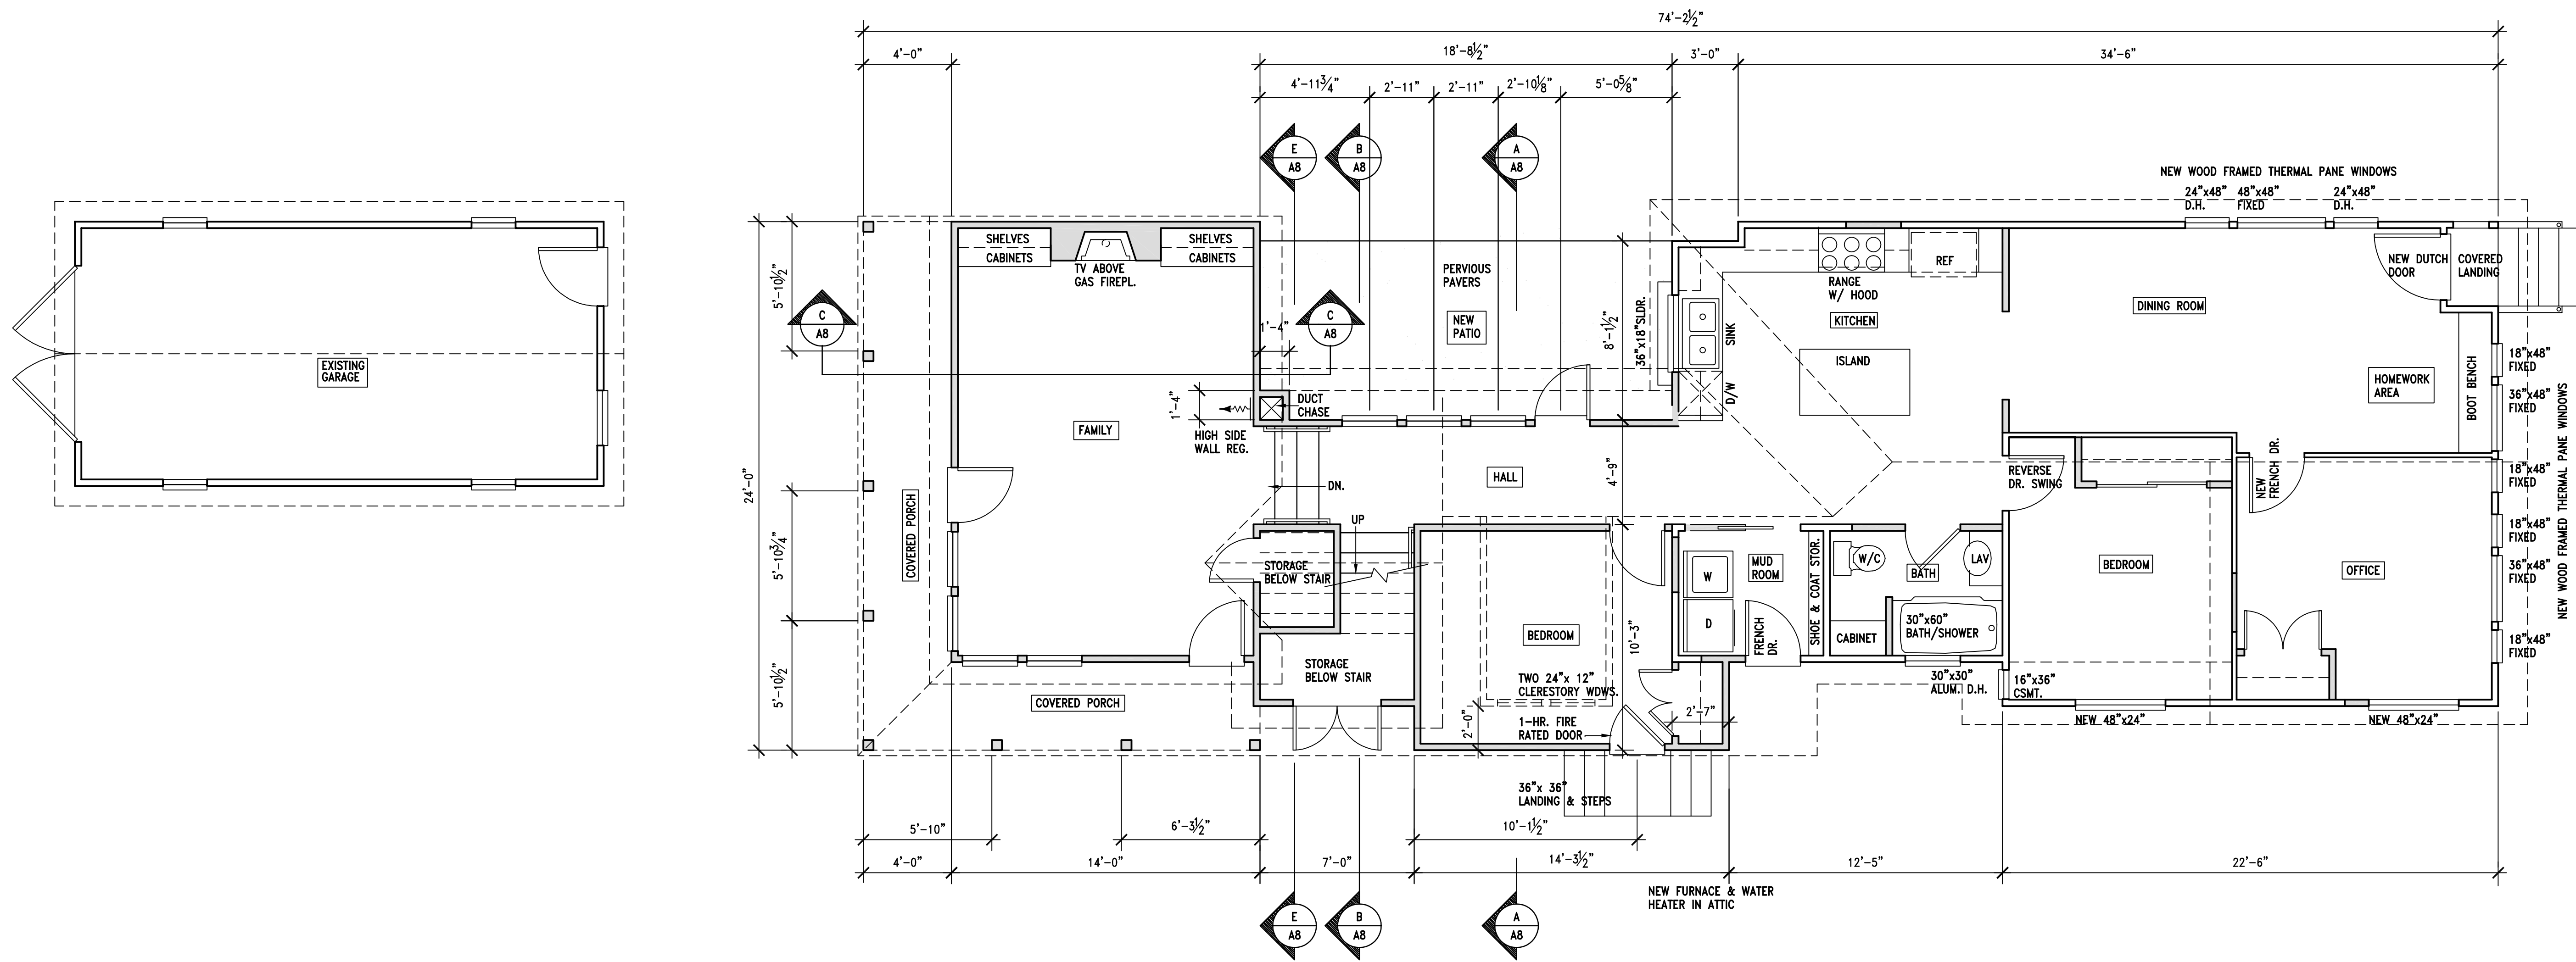 74'-2½"
4'-0"
18'-8½"
3'-0"
34'-6"
4'-11¾"
2'-11"
2'-11"
2'-10⅛"
5'-0⅝"
E
A8
B
A8
A
A8
NEW WOOD FRAMED THERMAL PANE WINDOWS
24"x48"
D.H.
48"x48"
FIXED
24"x48"
D.H.
EXISTING
GARAGE
24'-0"
5'-10½"
5'-10¾"
5'-10½"
C
A8
C
A8
SHELVES
CABINETS
TV ABOVE
GAS FIREPL.
SHELVES
CABINETS
1'-4"
1'-4"
DUCT
CHASE
HIGH SIDE
WALL REG.
FAMILY
COVERED PORCH
COVERED PORCH
PERVIOUS
PAVERS
NEW
PATIO
8'-1½"
36"x18"SLDR.
SINK
D/W
RANGE
W/ HOOD
REF
KITCHEN
ISLAND
DINING ROOM
NEW DUTCH
DOOR
COVERED
LANDING
HOMEWORK
AREA
BOOT BENCH
18"x48"
FIXED
36"x48"
FIXED
18"x48"
FIXED
18"x48"
FIXED
36"x48"
FIXED
18"x48"
FIXED
NEW WOOD FRAMED THERMAL PANE WINDOWS
HALL
4'-9"
DN.
UP
STORAGE
BELOW STAIR
STORAGE
BELOW STAIR
BEDROOM
10'-3"
TWO 24"x 12"
CLERESTORY WDWS.
1-HR. FIRE
RATED DOOR
2'-0"
2'-7"
W
D
MUD
ROOM
FRENCH
DR.
SHOE & COAT STOR.
W/C
BATH
LAV
CABINET
30"x60"
BATH/SHOWER
30"x30"
ALUM. D.H.
16"x36"
CSMT.
REVERSE
DR. SWING
BEDROOM
NEW
FRENCH DR.
OFFICE
NEW 48"x24"
NEW 48"x24"
36"x 36"
LANDING & STEPS
5'-10"
6'-3½"
10'-1½"
4'-0"
14'-0"
7'-0"
14'-3½"
12'-5"
22'-6"
NEW FURNACE & WATER
HEATER IN ATTIC
E
A8
B
A8
A
A8